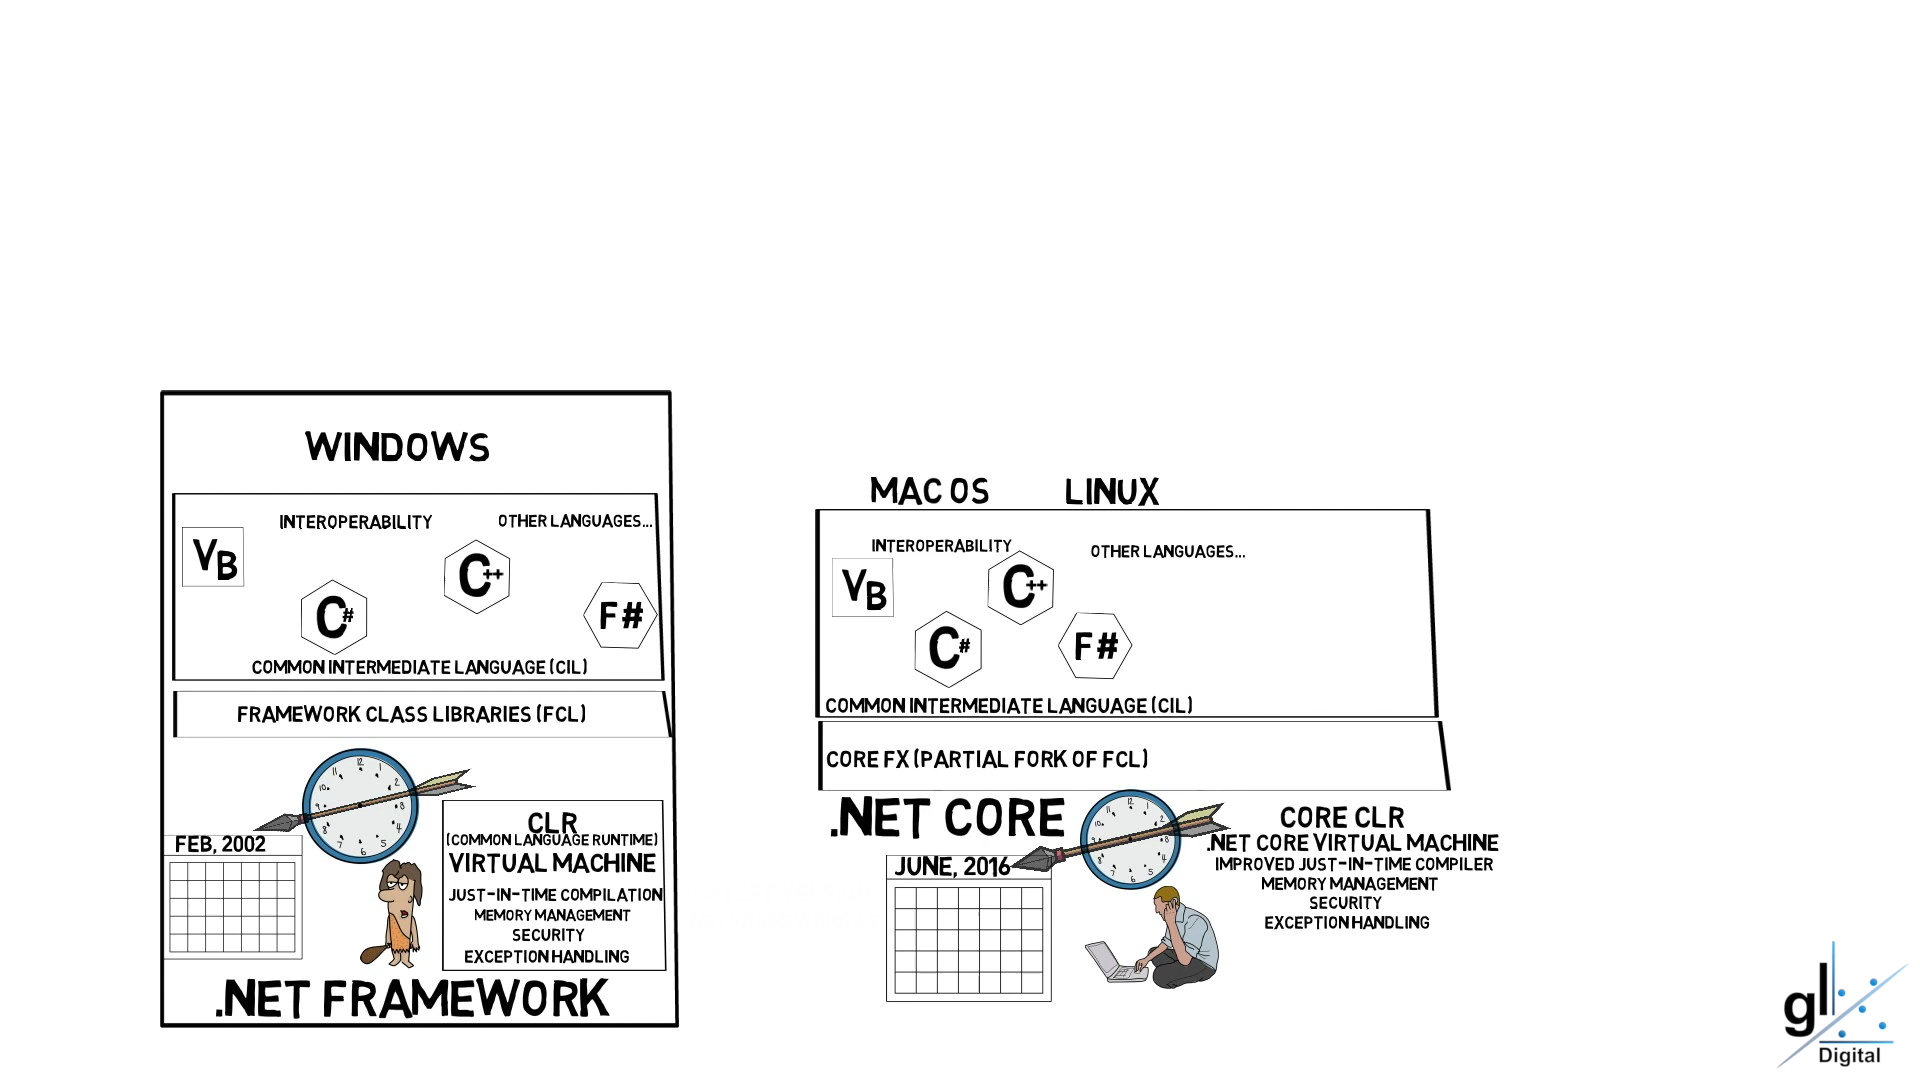 WINDOWS
INTEROPERABILITY
OTHER LANGUAGES...
VB
C++
C#
F#
COMMON INTERMEDIATE LANGUAGE (CIL)
FRAMEWORK CLASS LIBRARIES (FCL)
FEB, 2002
CLR
(COMMON LANGUAGE RUNTIME)
VIRTUAL MACHINE
JUST-IN-TIME COMPILATION
MEMORY MANAGEMENT
SECURITY
EXCEPTION HANDLING
.NET FRAMEWORK
MAC OS LINUX
INTEROPERABILITY
OTHER LANGUAGES...
VB
C++
C#
F#
COMMON INTERMEDIATE LANGUAGE (CIL)
CORE FX (PARTIAL FORK OF FCL)
.NET CORE
JUNE, 2016
CORE CLR
.NET CORE VIRTUAL MACHINE
IMPROVED JUST-IN-TIME COMPILER
MEMORY MANAGEMENT
SECURITY
EXCEPTION HANDLING
gl
Digital